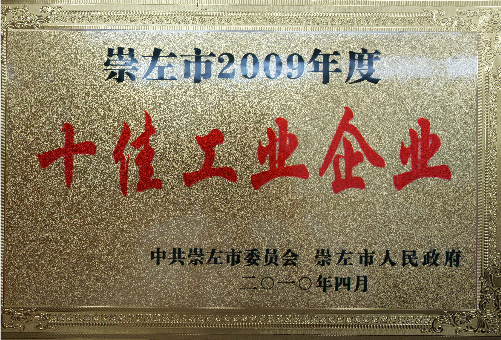 崇左市2009年度
十佳工业企业
中共崇左市委员会 崇左市人民政府
二〇一〇年四月